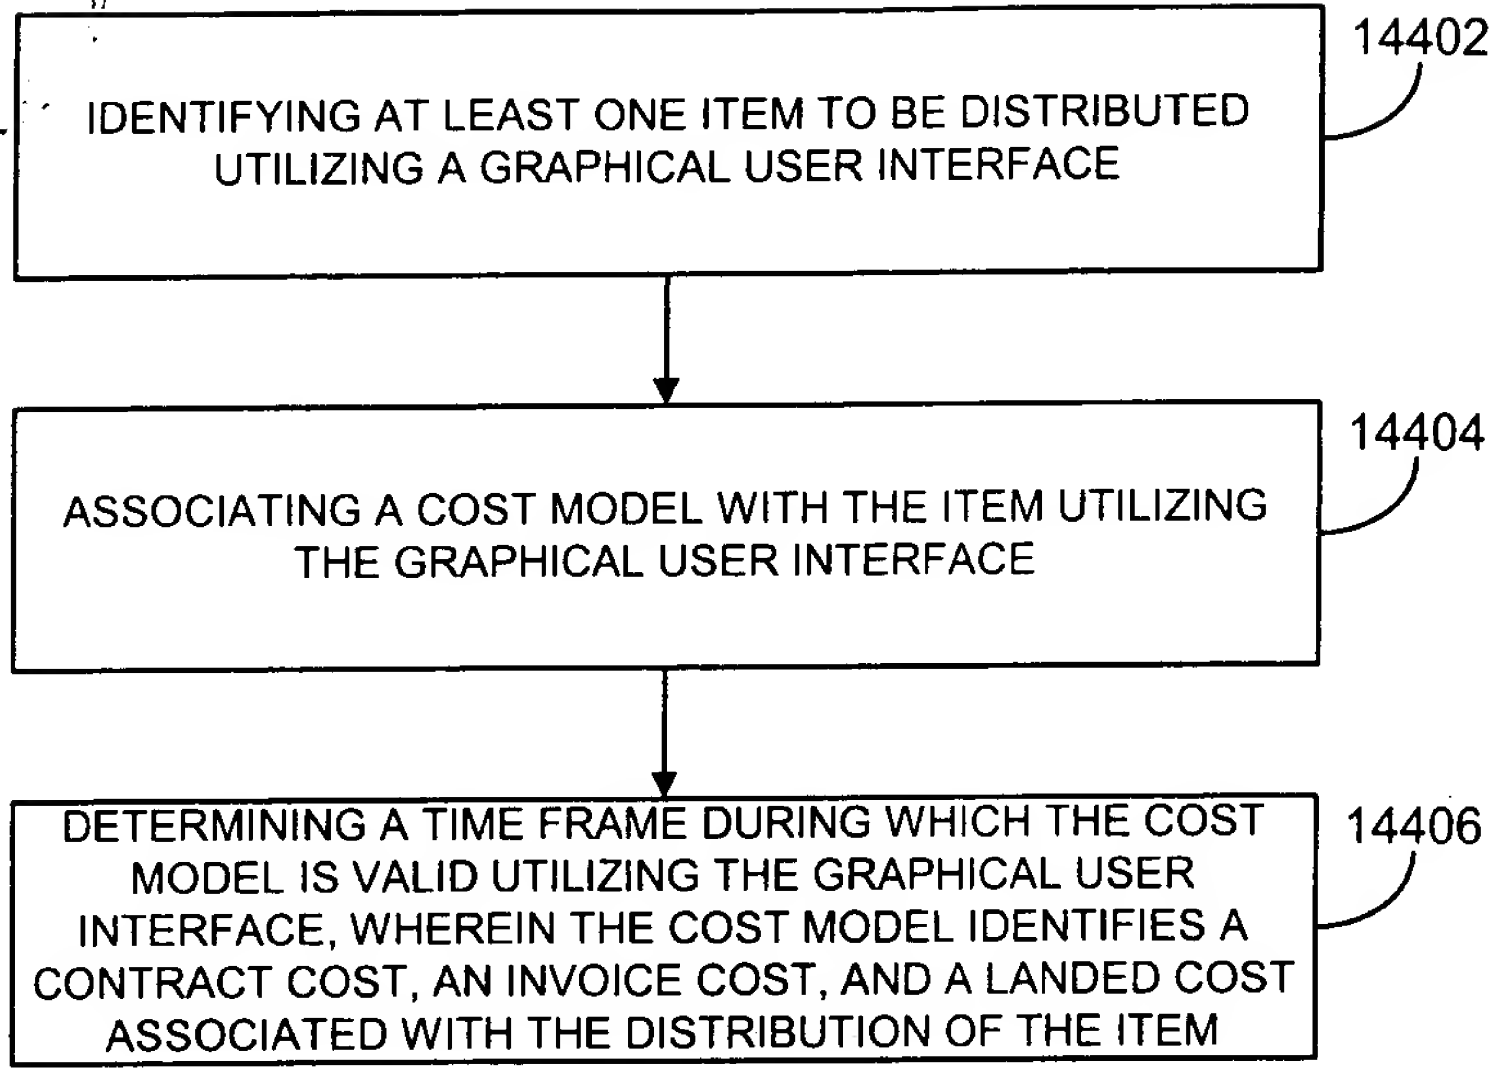 14402
IDENTIFYING AT LEAST ONE ITEM TO BE DISTRIBUTED
UTILIZING A GRAPHICAL USER INTERFACE
14404
ASSOCIATING A COST MODEL WITH THE ITEM UTILIZING
THE GRAPHICAL USER INTERFACE
14406
DETERMINING A TIME FRAME DURING WHICH THE COST
MODEL IS VALID UTILIZING THE GRAPHICAL USER
INTERFACE, WHEREIN THE COST MODEL IDENTIFIES A
CONTRACT COST, AN INVOICE COST, AND A LANDED COST
ASSOCIATED WITH THE DISTRIBUTION OF THE ITEM